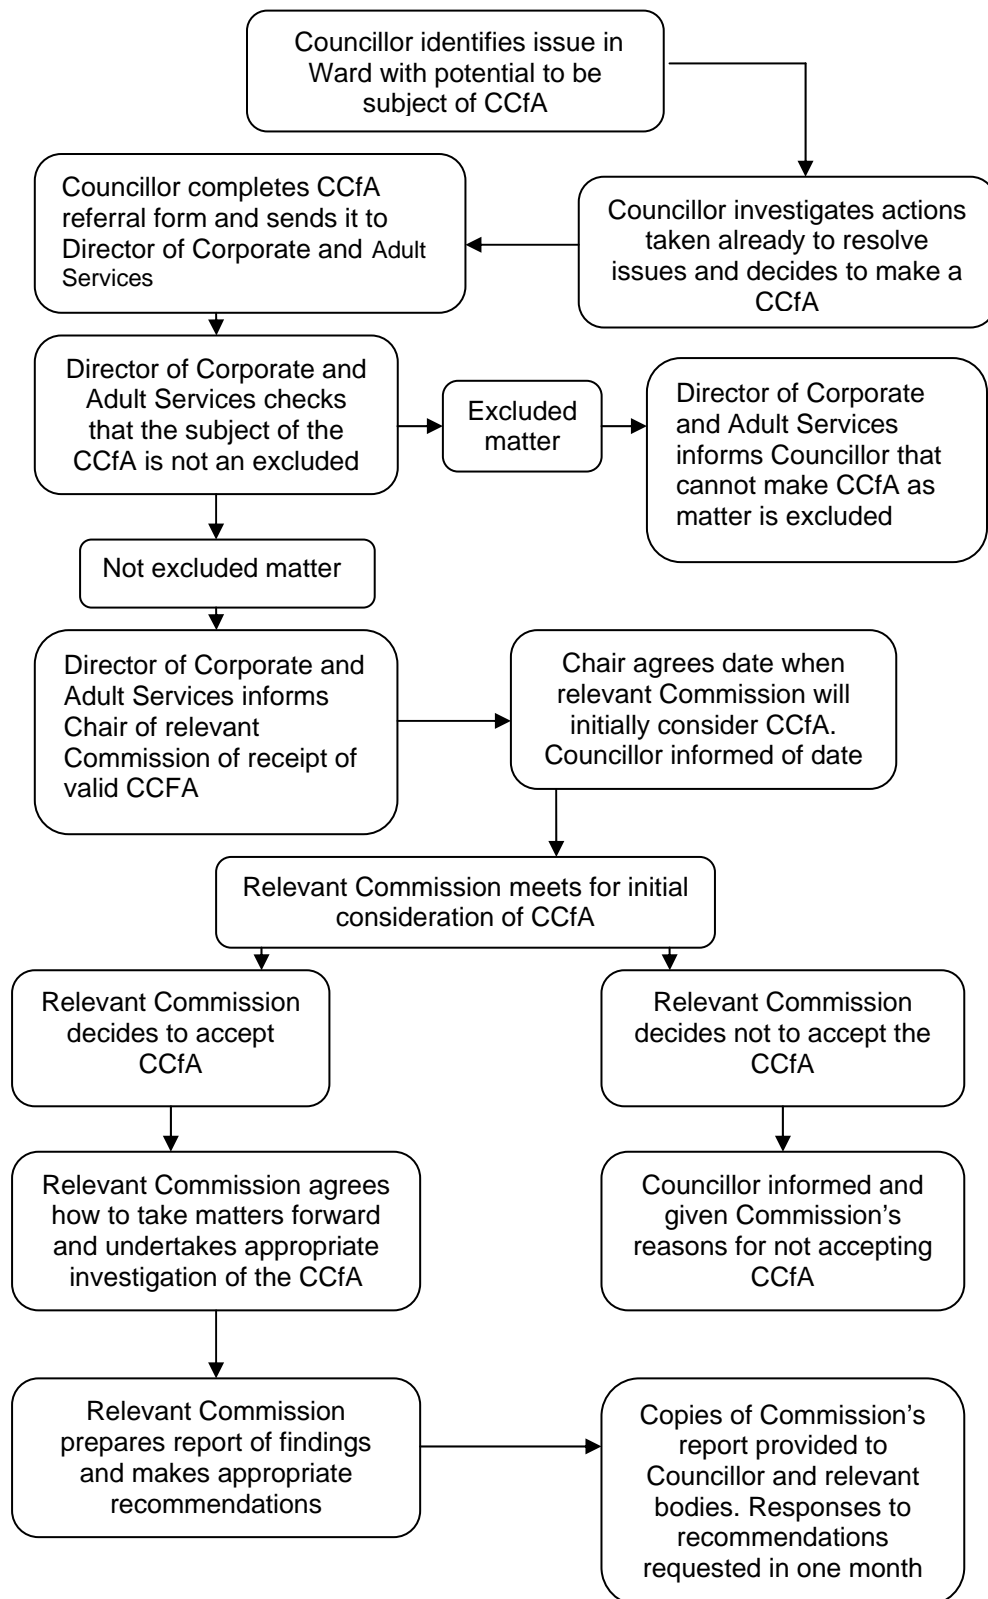 Councillor identifies issue in
Ward with potential to be
subject of CCfA
Councillor investigates actions
taken already to resolve
issues and decides to make a
CCfA
Councillor completes CCfA
referral form and sends it to
Director of Corporate and Adult
Services
Director of Corporate and
Adult Services checks
that the subject of the
CCfA is not an excluded
Excluded
matter
Director of Corporate
and Adult Services
informs Councillor that
cannot make CCfA as
matter is excluded
Not excluded matter
Director of Corporate and
Adult Services informs
Chair of relevant
Commission of receipt of
valid CCFA
Chair agrees date when
relevant Commission will
initially consider CCfA.
Councillor informed of date
Relevant Commission meets for initial
consideration of CCfA
Relevant Commission
decides to accept
CCfA
Relevant Commission
decides not to accept the
CCfA
Relevant Commission agrees
how to take matters forward
and undertakes appropriate
investigation of the CCfA
Councillor informed and
given Commission’s
reasons for not accepting
CCfA
Relevant Commission
prepares report of findings
and makes appropriate
recommendations
Copies of Commission’s
report provided to
Councillor and relevant
bodies. Responses to
recommendations
requested in one month